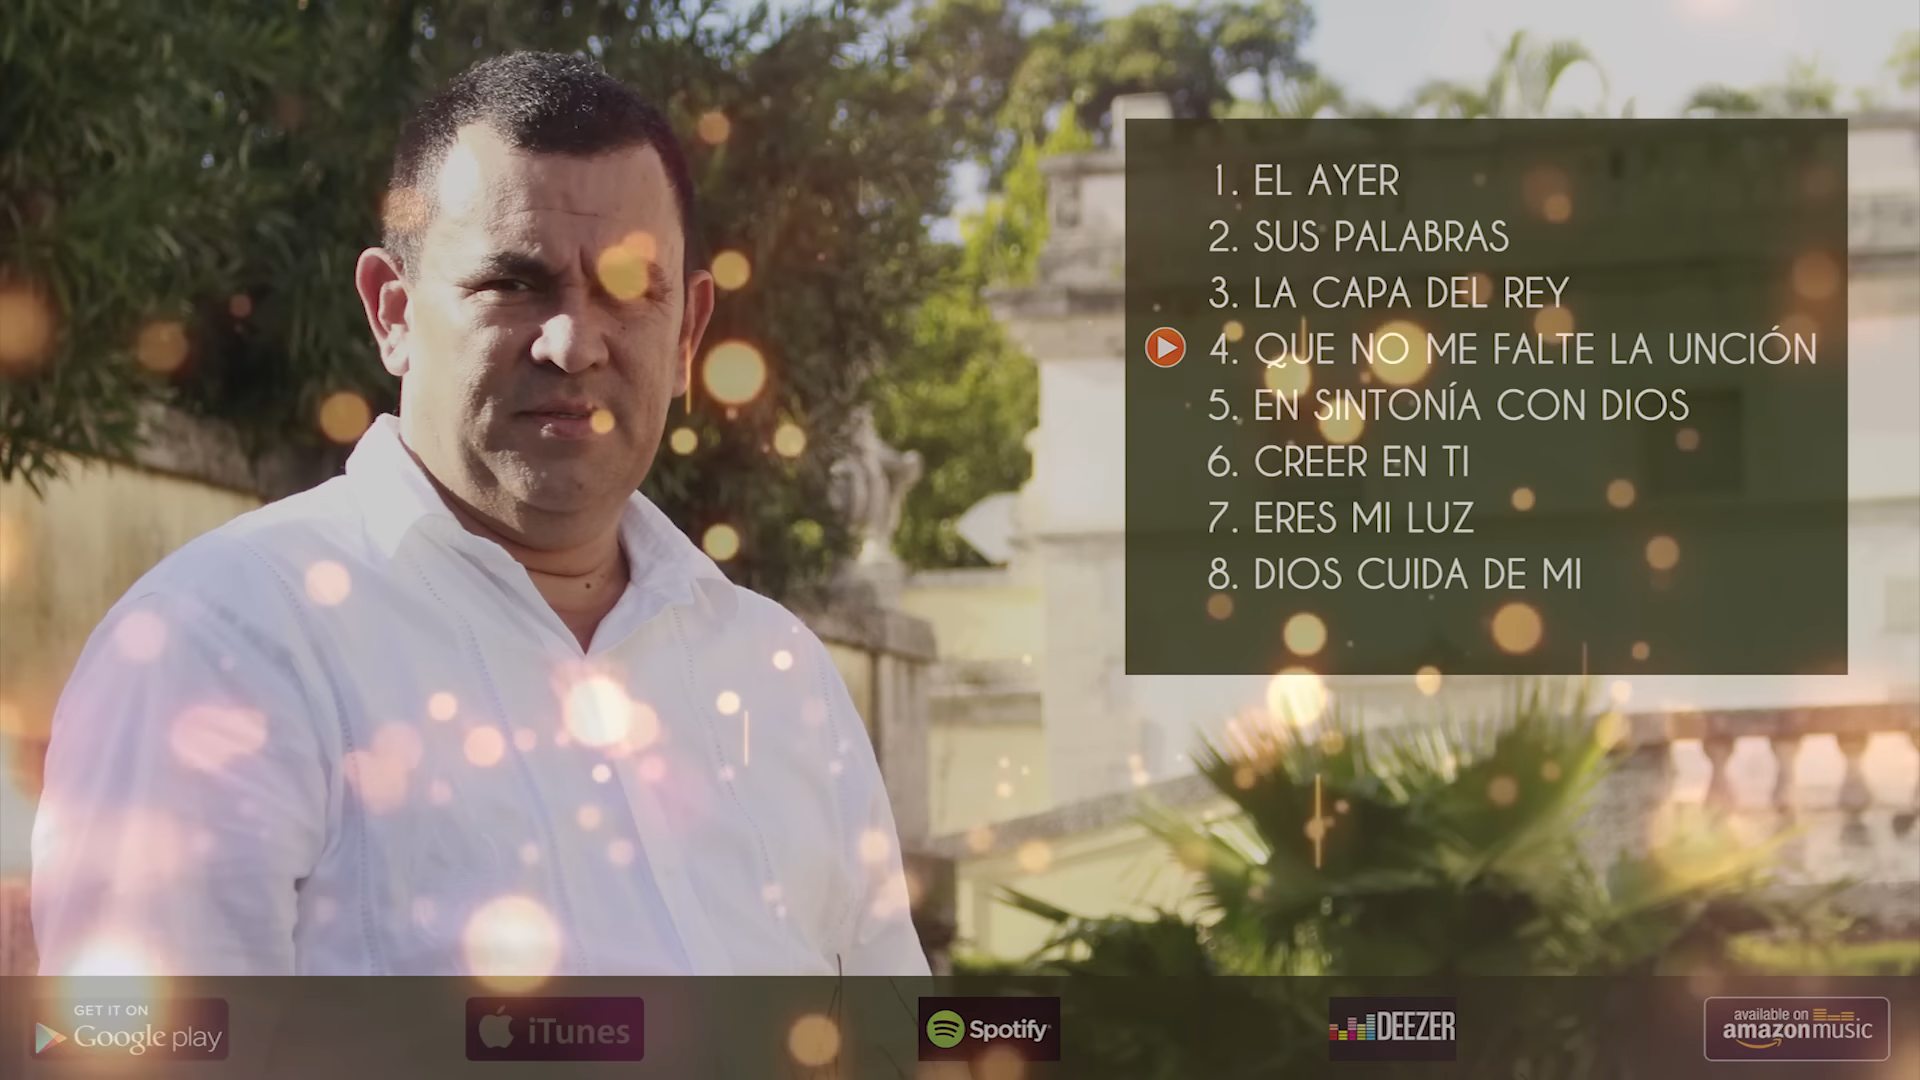 1. EL AYER
2. SUS PALABRAS
3. LA CAPA DEL REY
4. QUE NO ME FALTE LA UNCIÓN
5. EN SINTONÍA CON DIOS
6. CREER EN TI
7. ERES MI LUZ
8. DIOS CUIDA DE MI
GET IT ON
Google play
iTunes
Spotify
DEEZER
available on
amazonmusic